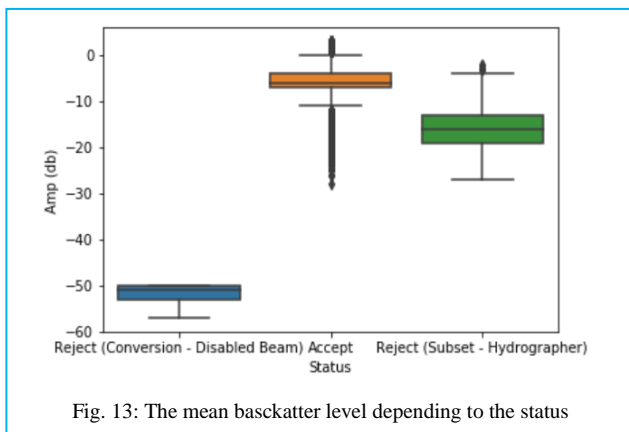 0
−10
−20
−30
−40
−50
−60
Amp (db)
Reject (Conversion - Disabled Beam) Accept Reject (Subset - Hydrographer)
Status
Fig. 13: The mean basckatter level depending to the status